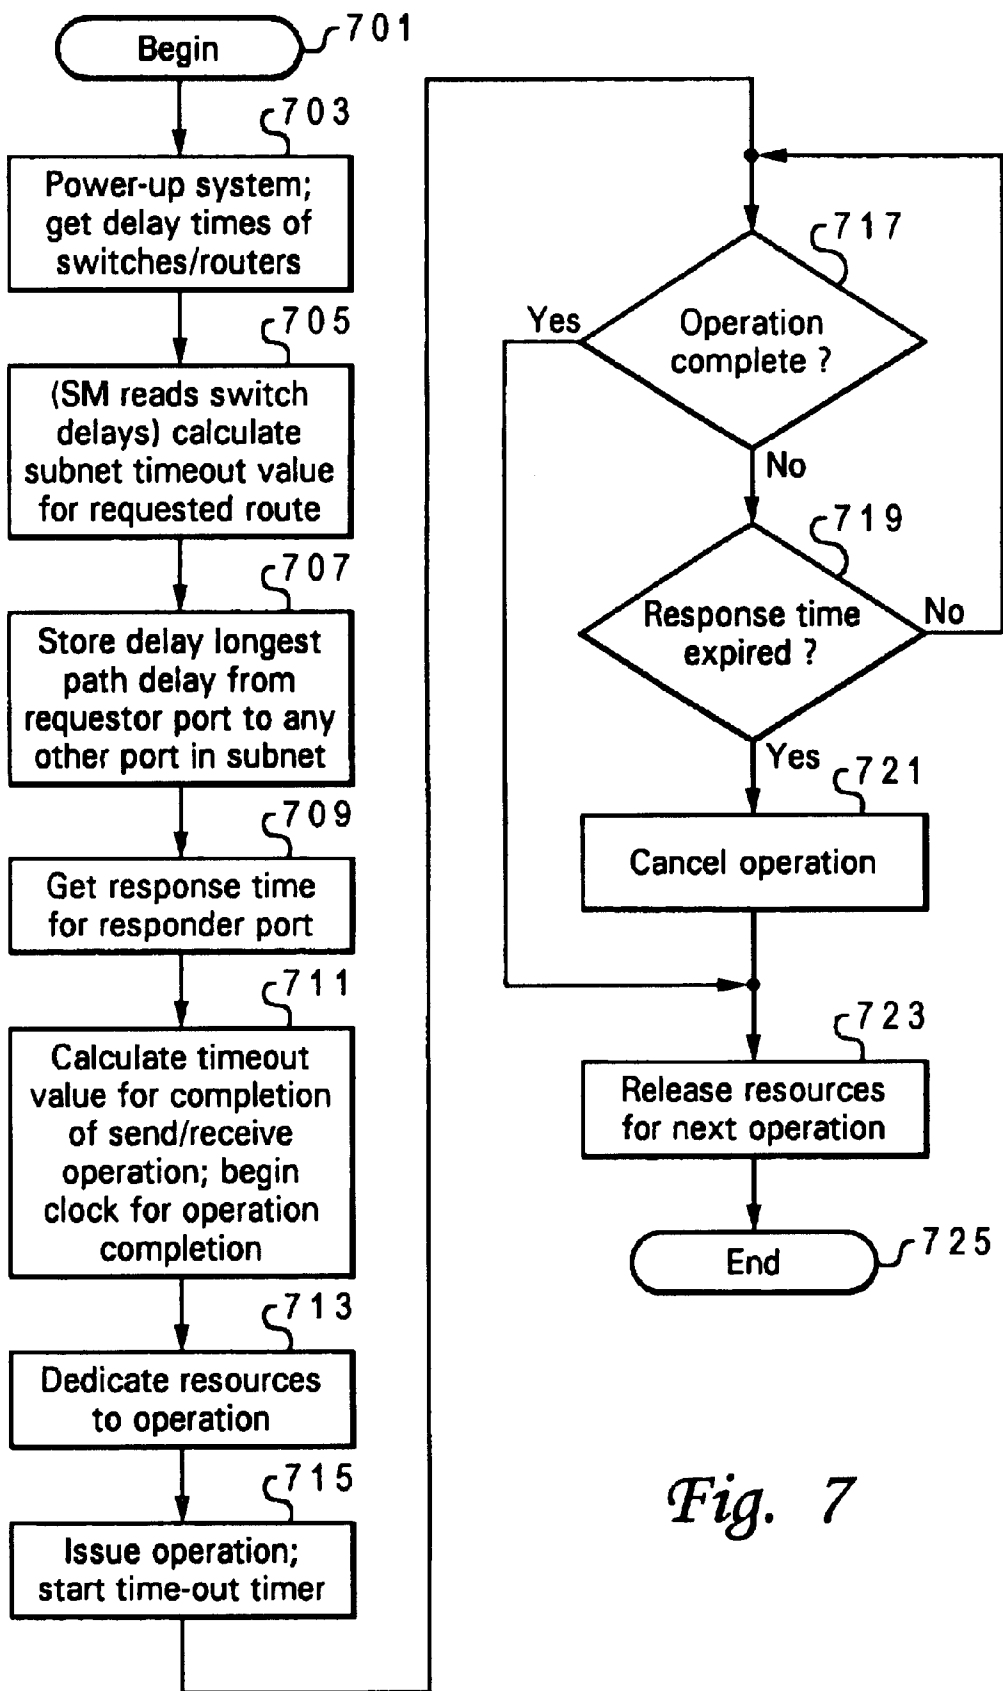 Begin
701
703
Power-up system;
get delay times of
switches/routers
705
(SM reads switch
delays) calculate
subnet timeout value
for requested route
707
Store delay longest
path delay from
requestor port to any
other port in subnet
709
Get response time
for responder port
711
Calculate timeout
value for completion
of send/receive
operation; begin
clock for operation
completion
713
Dedicate resources
to operation
715
Issue operation;
start time-out timer
717
Operation
complete ?
Yes
No
719
Response time
expired ?
No
Yes
721
Cancel operation
723
Release resources
for next operation
End
725
Fig. 7